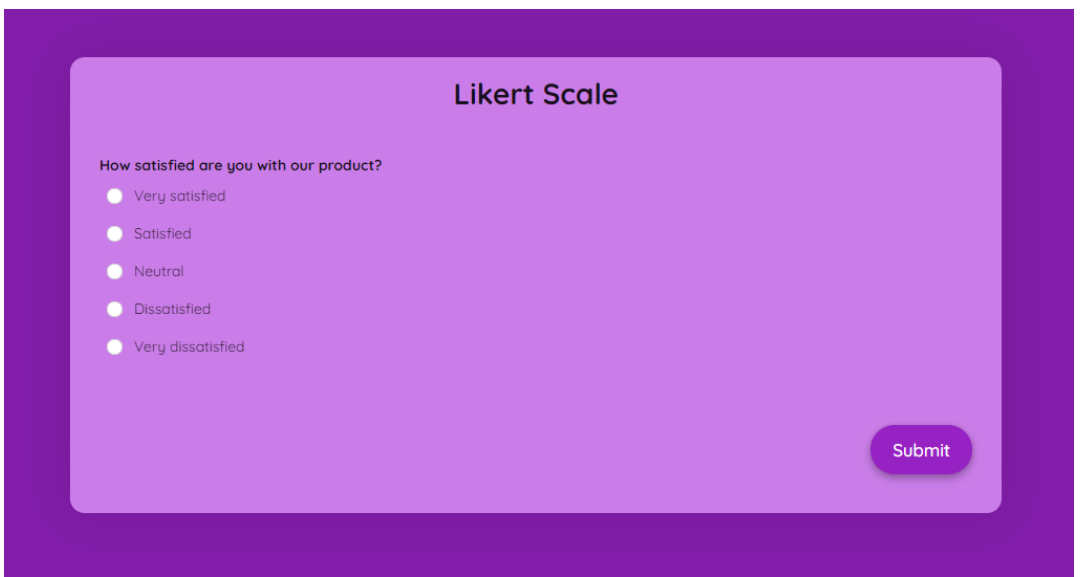 Likert Scale
How satisfied are you with our product?
Very satisfied
Satisfied
Neutral
Dissatisfied
Very dissatisfied
Submit